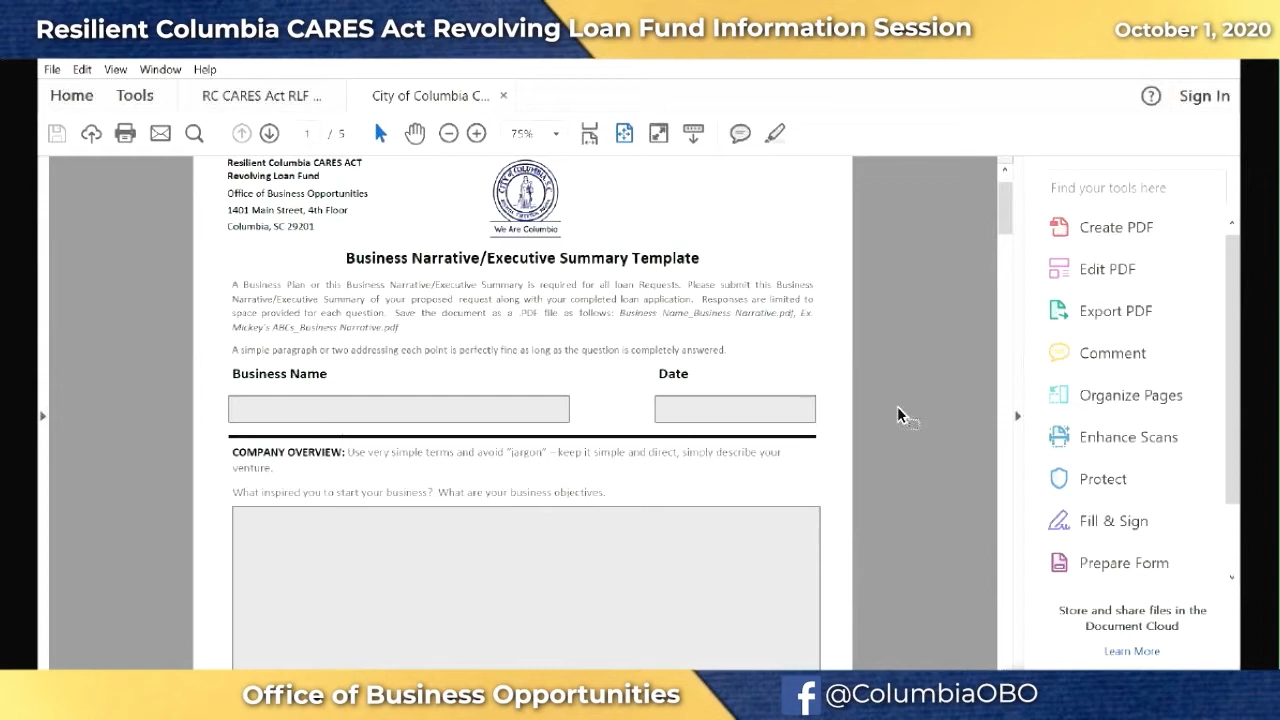 Resilient Columbia CARES Act Revolving Loan Fund Information Session
October 1, 2020
File Edit View Window Help
Home Tools RC CARES Act RLF ... City of Columbia C... ×
Sign In
1 / 5 75%
Resilient Columbia CARES ACT
Revolving Loan Fund
Office of Business Opportunities
1401 Main Street, 4th Floor
Columbia, SC 29201
We Are Columbia
Business Narrative/Executive Summary Template
A Business Plan or this Business Narrative/Executive Summary is required for all loan Requests. Please submit this Business
Narrative/Executive Summary of your proposed request along with your completed loan application. Responses are limited to
space provided for each question. Save the document as a .PDF file as follows: Business Name_Business Narrative.pdf, Ex.
Mickey's ABCs_Business Narrative.pdf
A simple paragraph or two addressing each point is perfectly fine as long as the question is completely answered.
Business Name Date
COMPANY OVERVIEW: Use very simple terms and avoid "jargon" – keep it simple and direct, simply describe your
venture.
What inspired you to start your business? What are your business objectives.
Find your tools here
Create PDF
Edit PDF
Export PDF
Comment
Organize Pages
Enhance Scans
Protect
Fill & Sign
Prepare Form
Store and share files in the
Document Cloud
Learn More
Office of Business Opportunities
@ColumbiaOBO